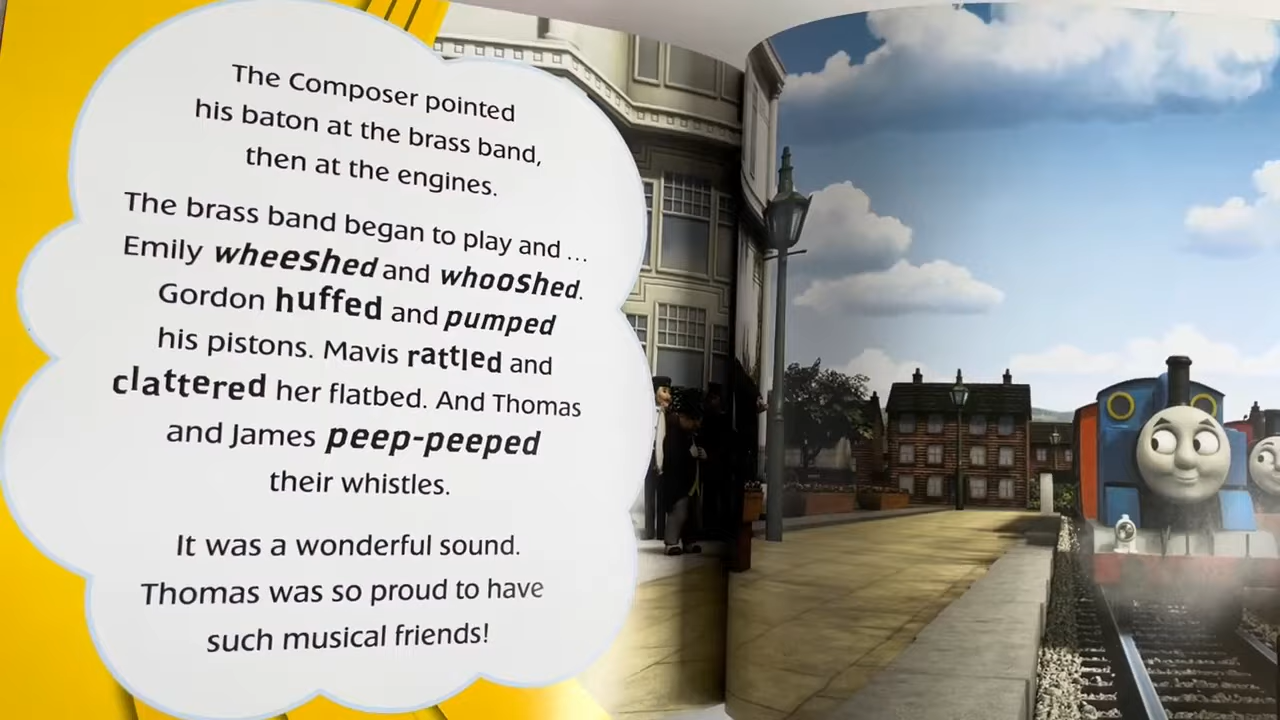 The Composer pointed
his baton at the brass band,
then at the engines.
The brass band began to play and ...
Emily wheeshed and whooshed.
Gordon huffed and pumped
his pistons. Mavis rattled and
clattered her flatbed. And Thomas
and James peep-peeped
their whistles.
It was a wonderful sound.
Thomas was so proud to have
such musical friends!